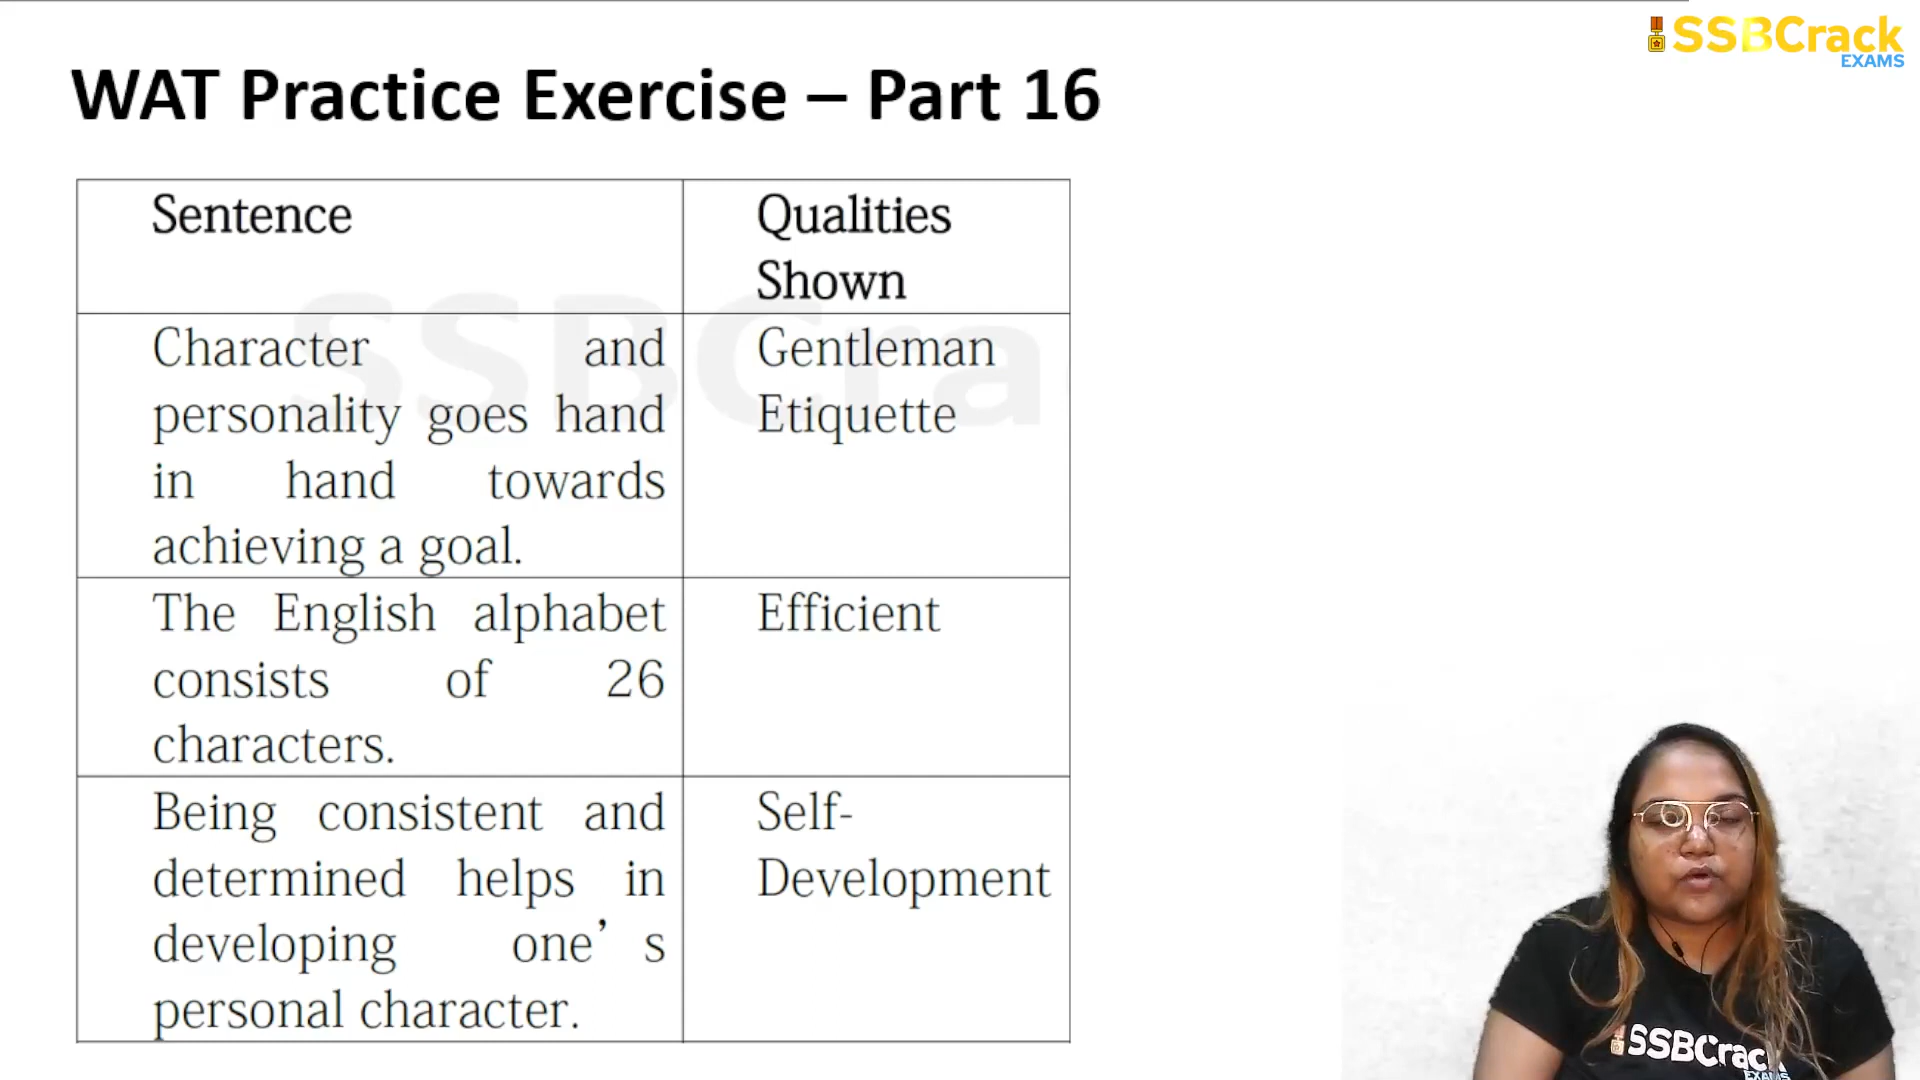 SSBCrack
EXAMS
WAT Practice Exercise – Part 16
Sentence
Qualities
Shown
Character and
personality goes hand
in hand towards
achieving a goal.
Gentleman
Etiquette
The English alphabet
consists of 26
characters.
Efficient
Being consistent and
determined helps in
developing one’s
personal character.
Self-
Development
SSBCra
SSBCrack
EXAMS